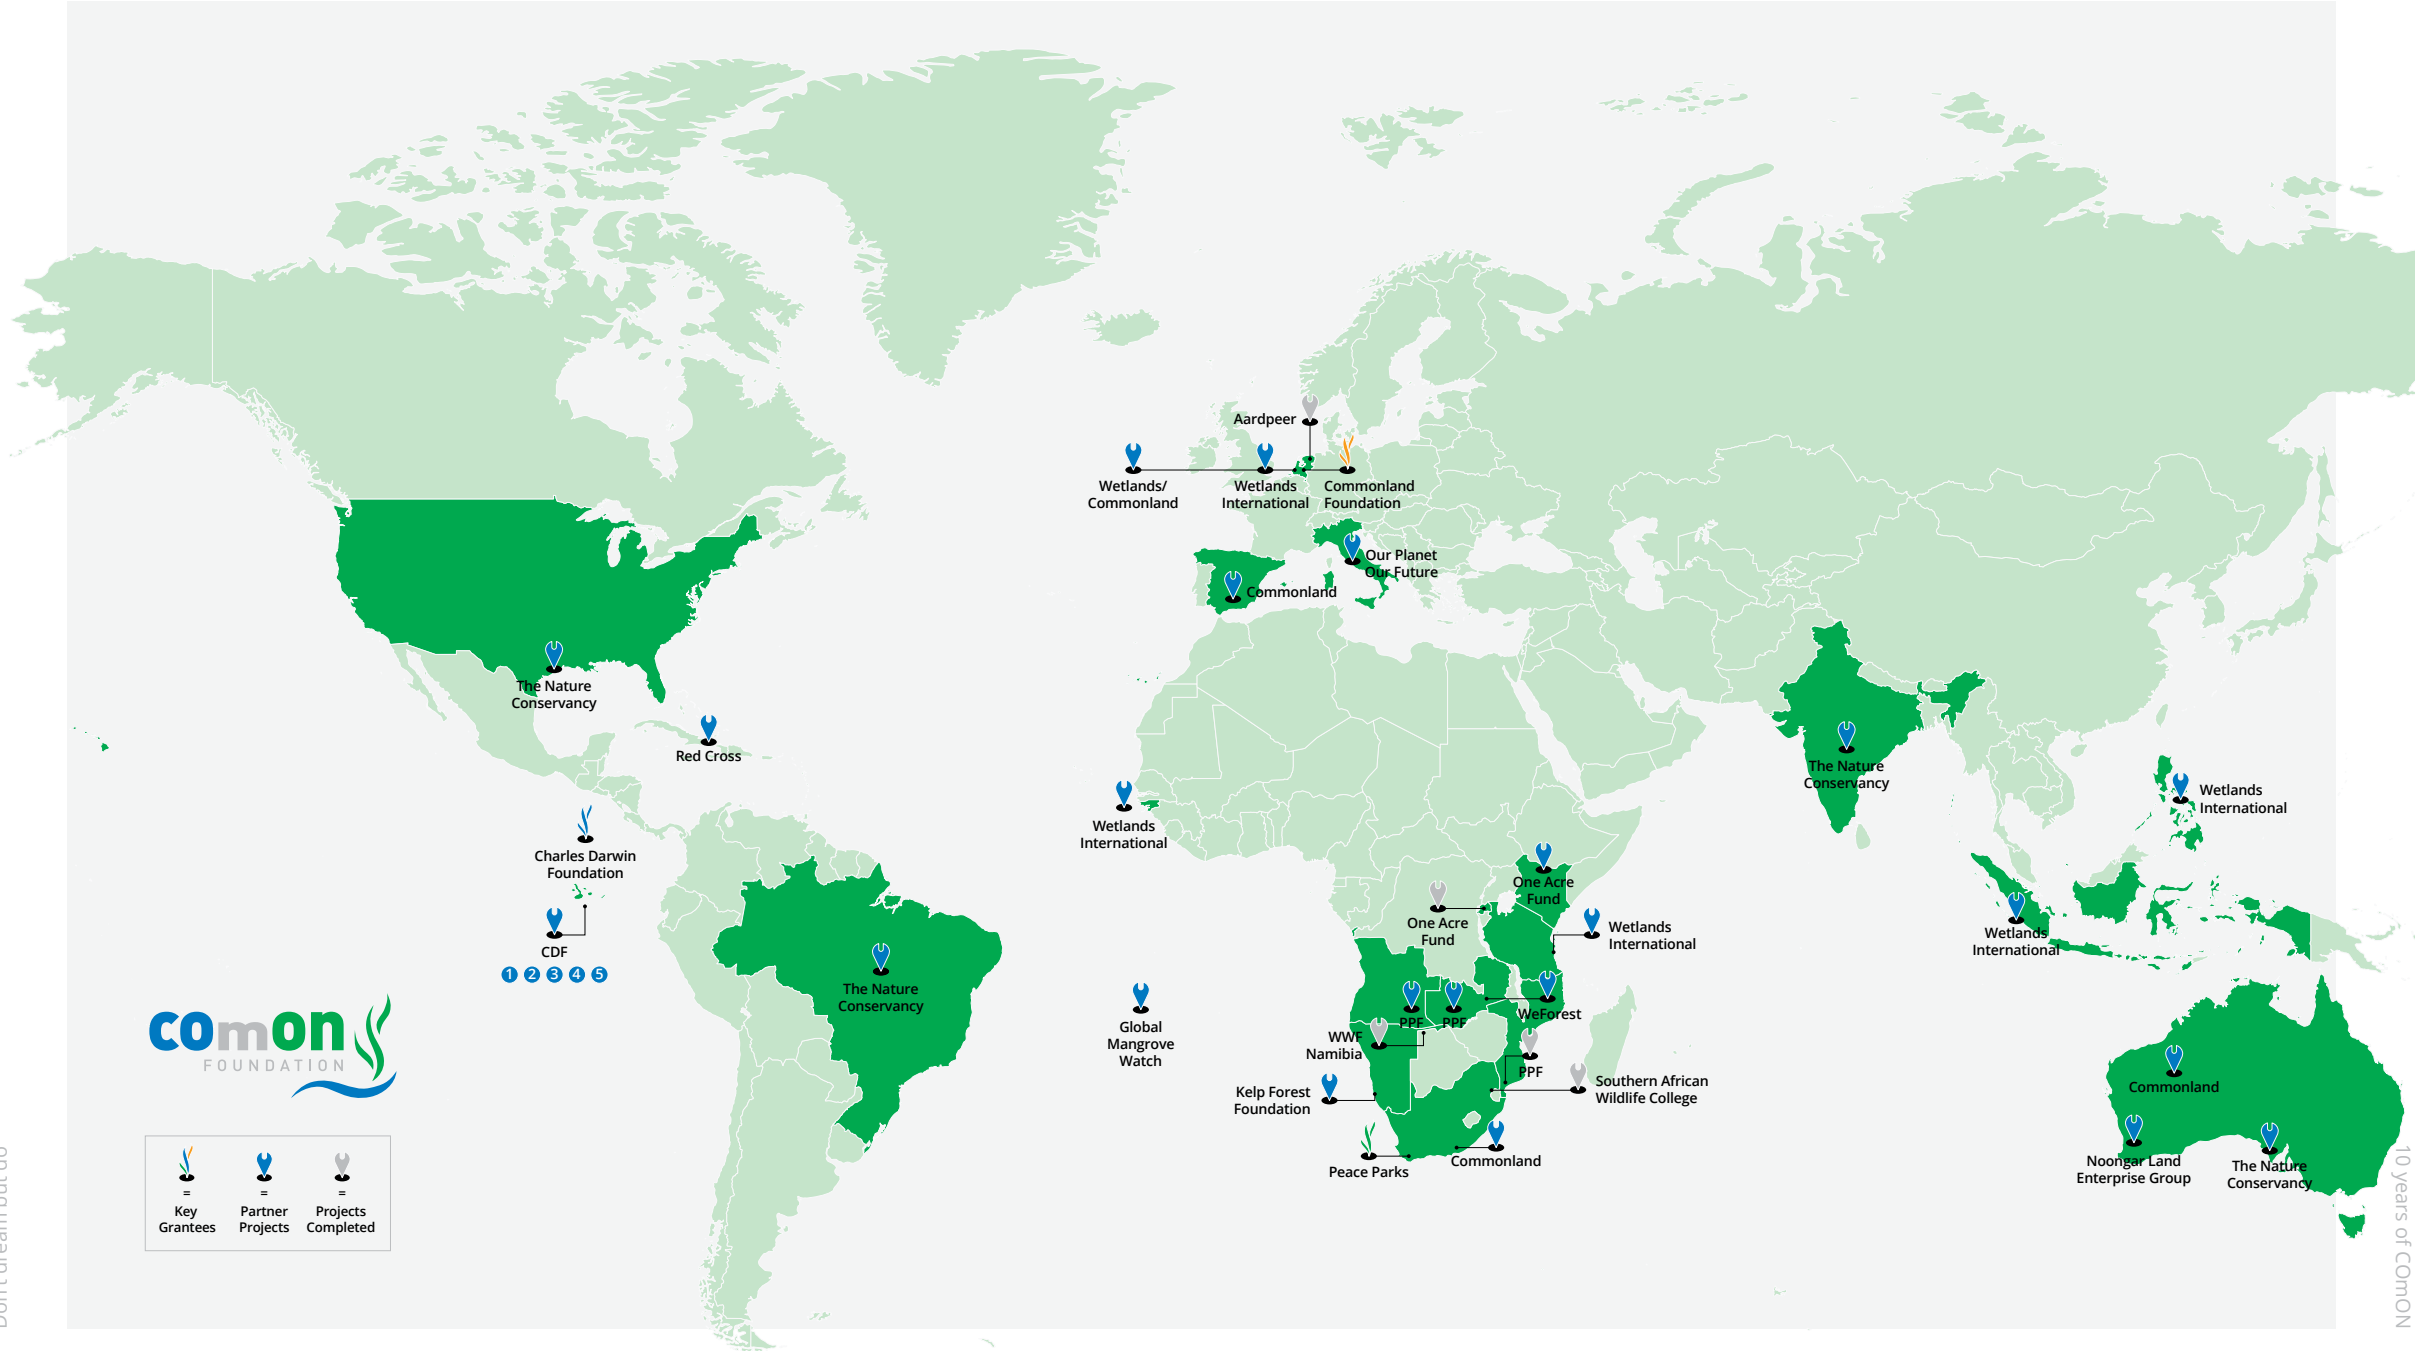 Aardpeer
Wetlands/
Commonland
Wetlands
International
Commonland
Foundation
Our Planet
Our Future
Commonland
The Nature
Conservancy
Red Cross
The Nature
Conservancy
Wetlands
International
Wetlands
International
Charles Darwin
Foundation
CDF
1 2 3 4 5
One Acre
Fund
One Acre
Fund
Wetlands
International
Wetlands
International
The Nature
Conservancy
Global
Mangrove
Watch
PPF
PPF
WeForest
WWF
Namibia
PPF
Southern African
Wildlife College
Kelp Forest
Foundation
Peace Parks
Commonland
Commonland
Noongar Land
Enterprise Group
The Nature
Conservancy
comon
FOUNDATION
=
Key
Grantees
=
Partner
Projects
=
Projects
Completed
Don't dream but do
10 years of COmON